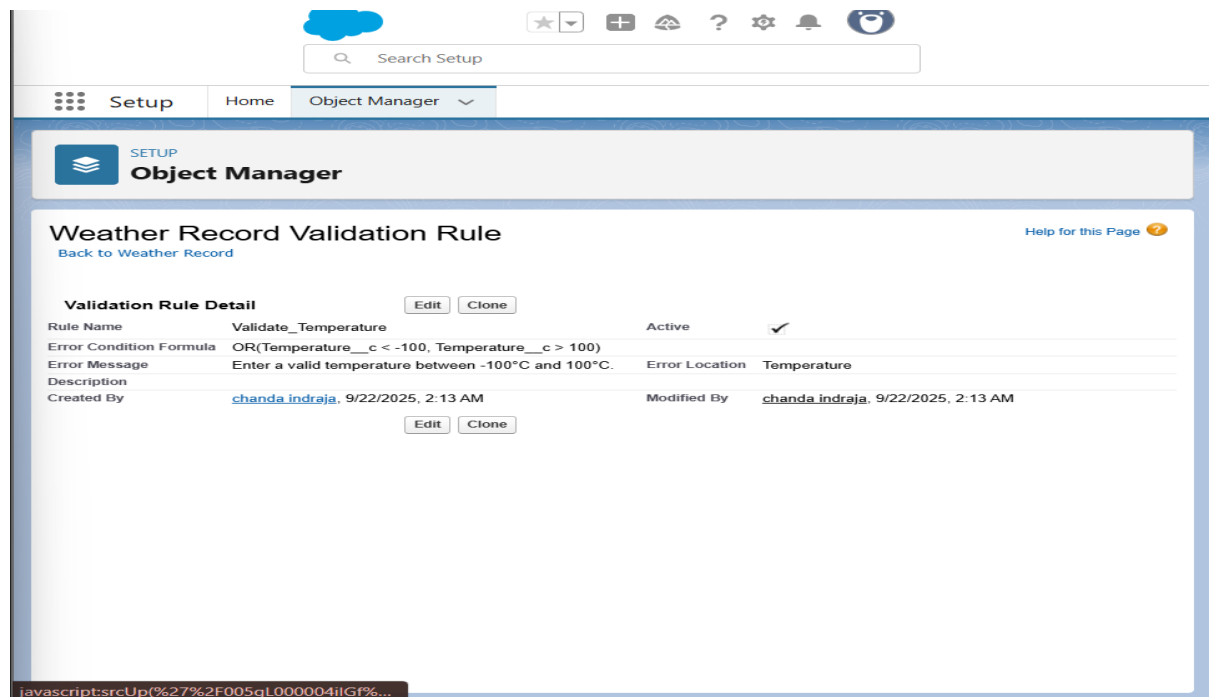 Search Setup
Setup Home Object Manager
SETUP
Object Manager
Weather Record Validation Rule
Help for this Page ?
Back to Weather Record
Validation Rule Detail Edit Clone
Rule Name Validate_Temperature Active
Error Condition Formula OR(Temperature__c < -100, Temperature__c > 100)
Error Message Enter a valid temperature between -100°C and 100°C. Error Location Temperature
Description
Created By chanda indraja, 9/22/2025, 2:13 AM Modified By chanda indraja, 9/22/2025, 2:13 AM
Edit Clone